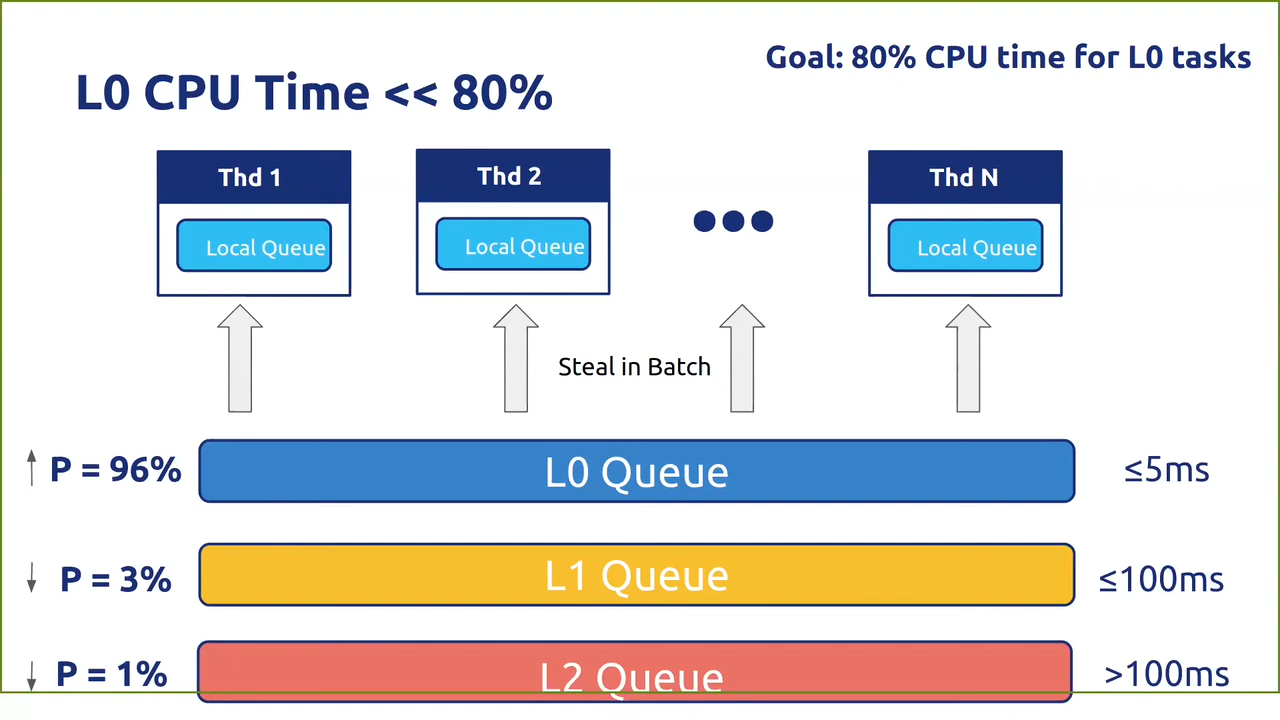 Goal: 80% CPU time for L0 tasks
L0 CPU Time << 80%
Thd 1
Thd 2
Thd N
Local Queue
Local Queue
Local Queue
Steal in Batch
P = 96%
L0 Queue
≤5ms
P = 3%
L1 Queue
≤100ms
P = 1%
L2 Queue
>100ms